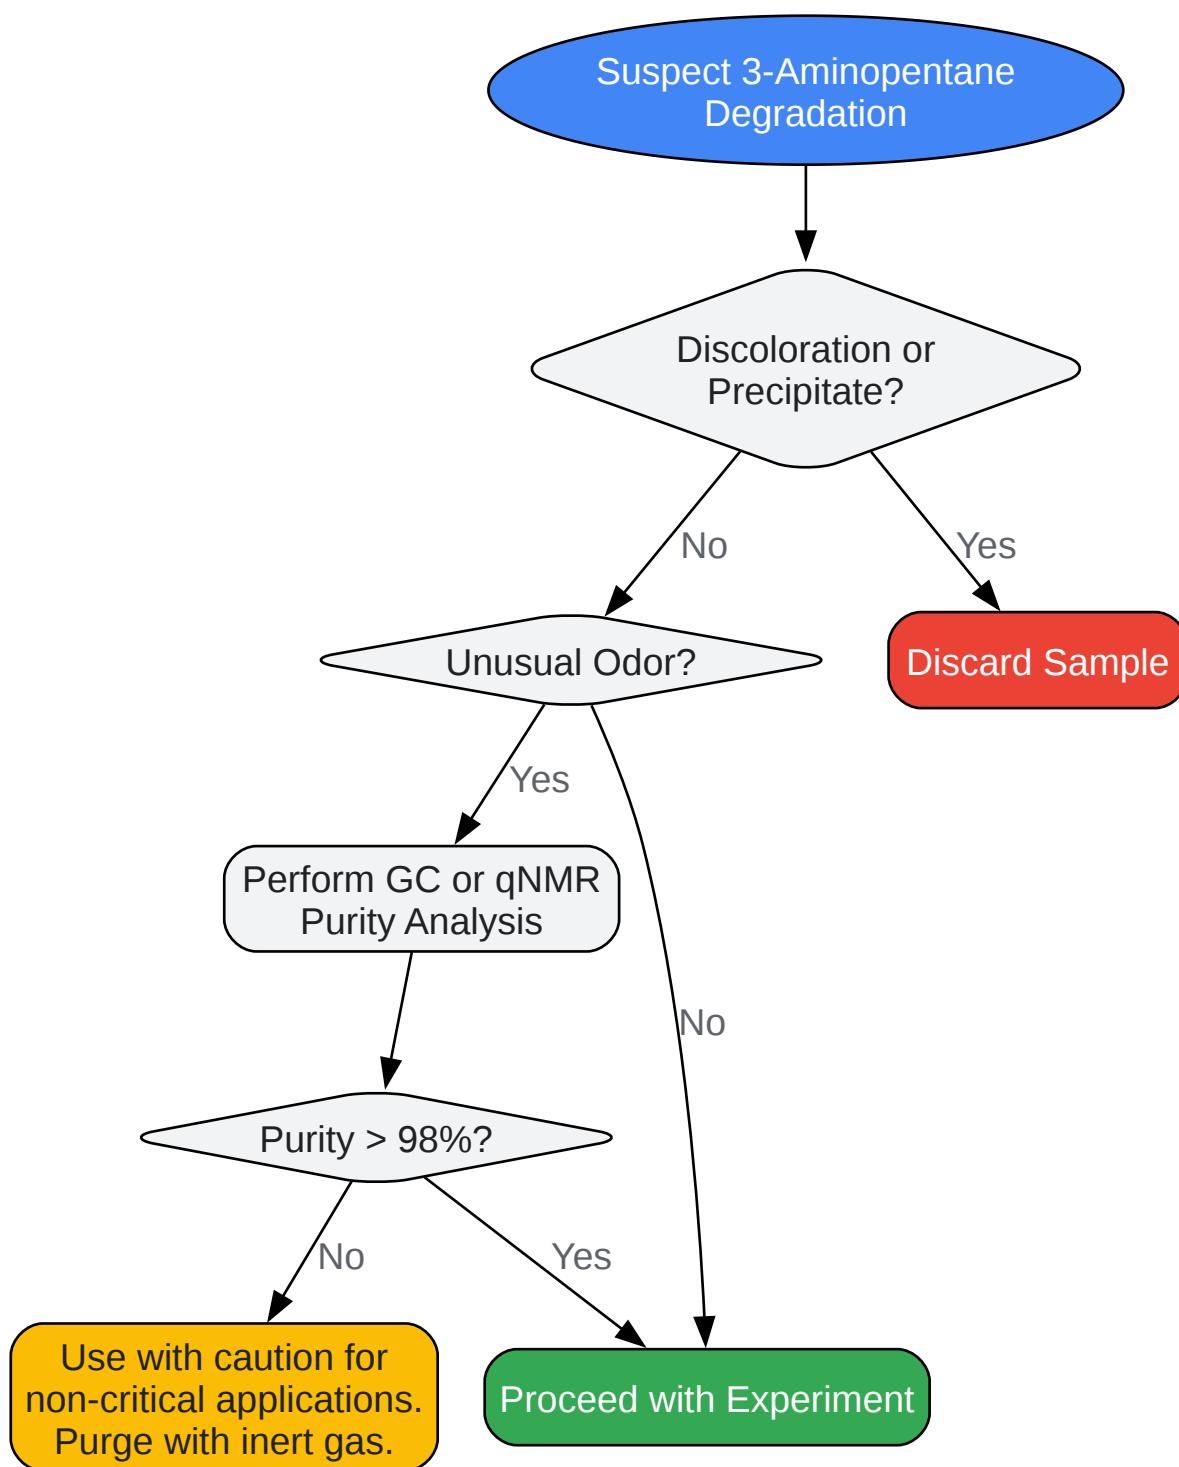 Suspect 3-Aminopentane
Degradation
Discoloration or
Precipitate?
No
Yes
Unusual Odor?
Discard Sample
Yes
Perform GC or qNMR
Purity Analysis
No
Purity > 98%?
No
Yes
Use with caution for
non-critical applications.
Purge with inert gas.
Proceed with Experiment